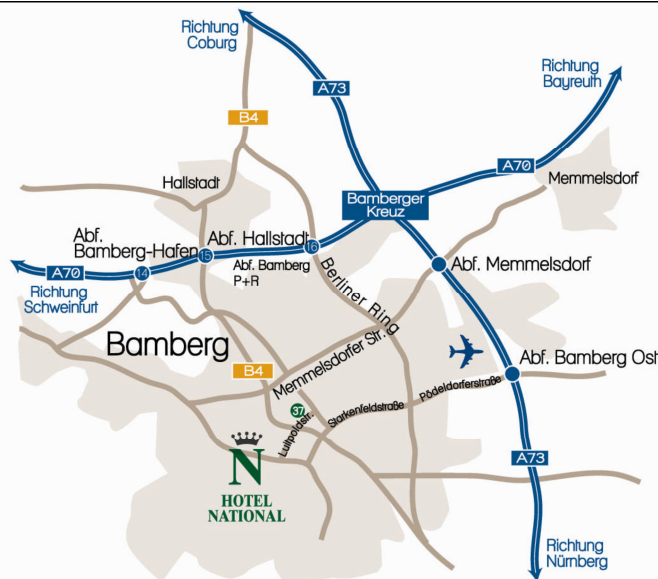 Richtung
Coburg
A73
Richtung
Bayreuth
B4
A70
Hallstadt
Memmelsdorf
Bamberger
Kreuz
Abf.
Bamberg-Hafen
Abf. Hallstadt
16
15
14
A70
Abf. Bamberg
P+R
Abf. Memmelsdorf
Richtung
Schweinfurt
Berliner Ring
Bamberg
B4
Memmelsdorfer Str.
Abf. Bamberg Ost
Pödeldorferstraße
Starkenfeldstraße
37
Luitpoldstr.
N
HOTEL
NATIONAL
A73
Richtung
Nürnberg